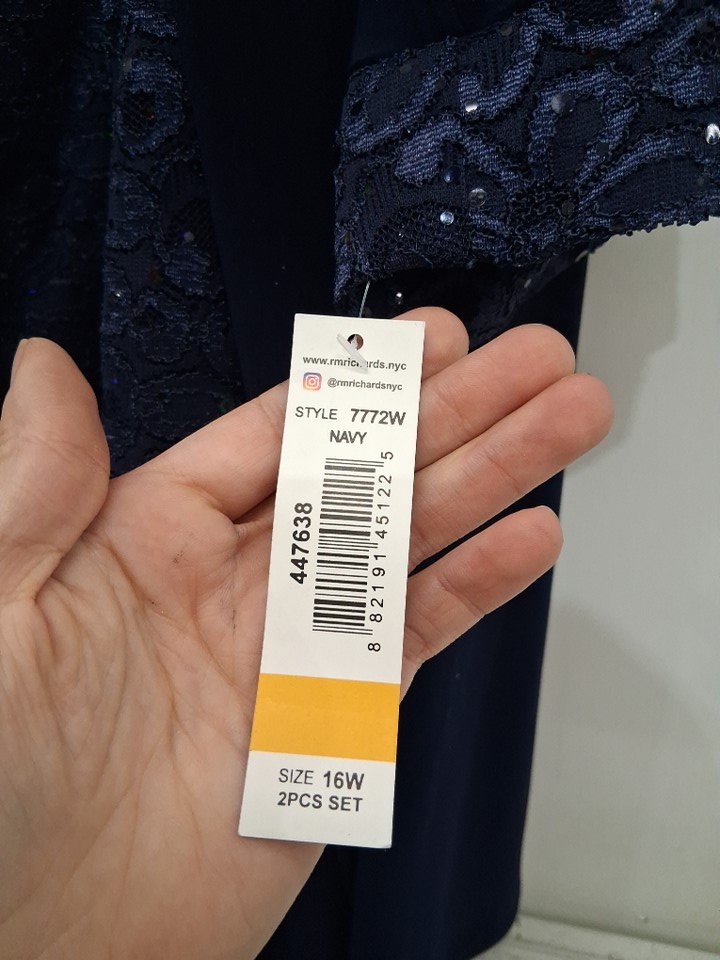 www.rmrichards.nyc
@rmrichardsnyc
STYLE 7772W
NAVY
447638
8 82191 45122 5
SIZE 16W
2PCS SET